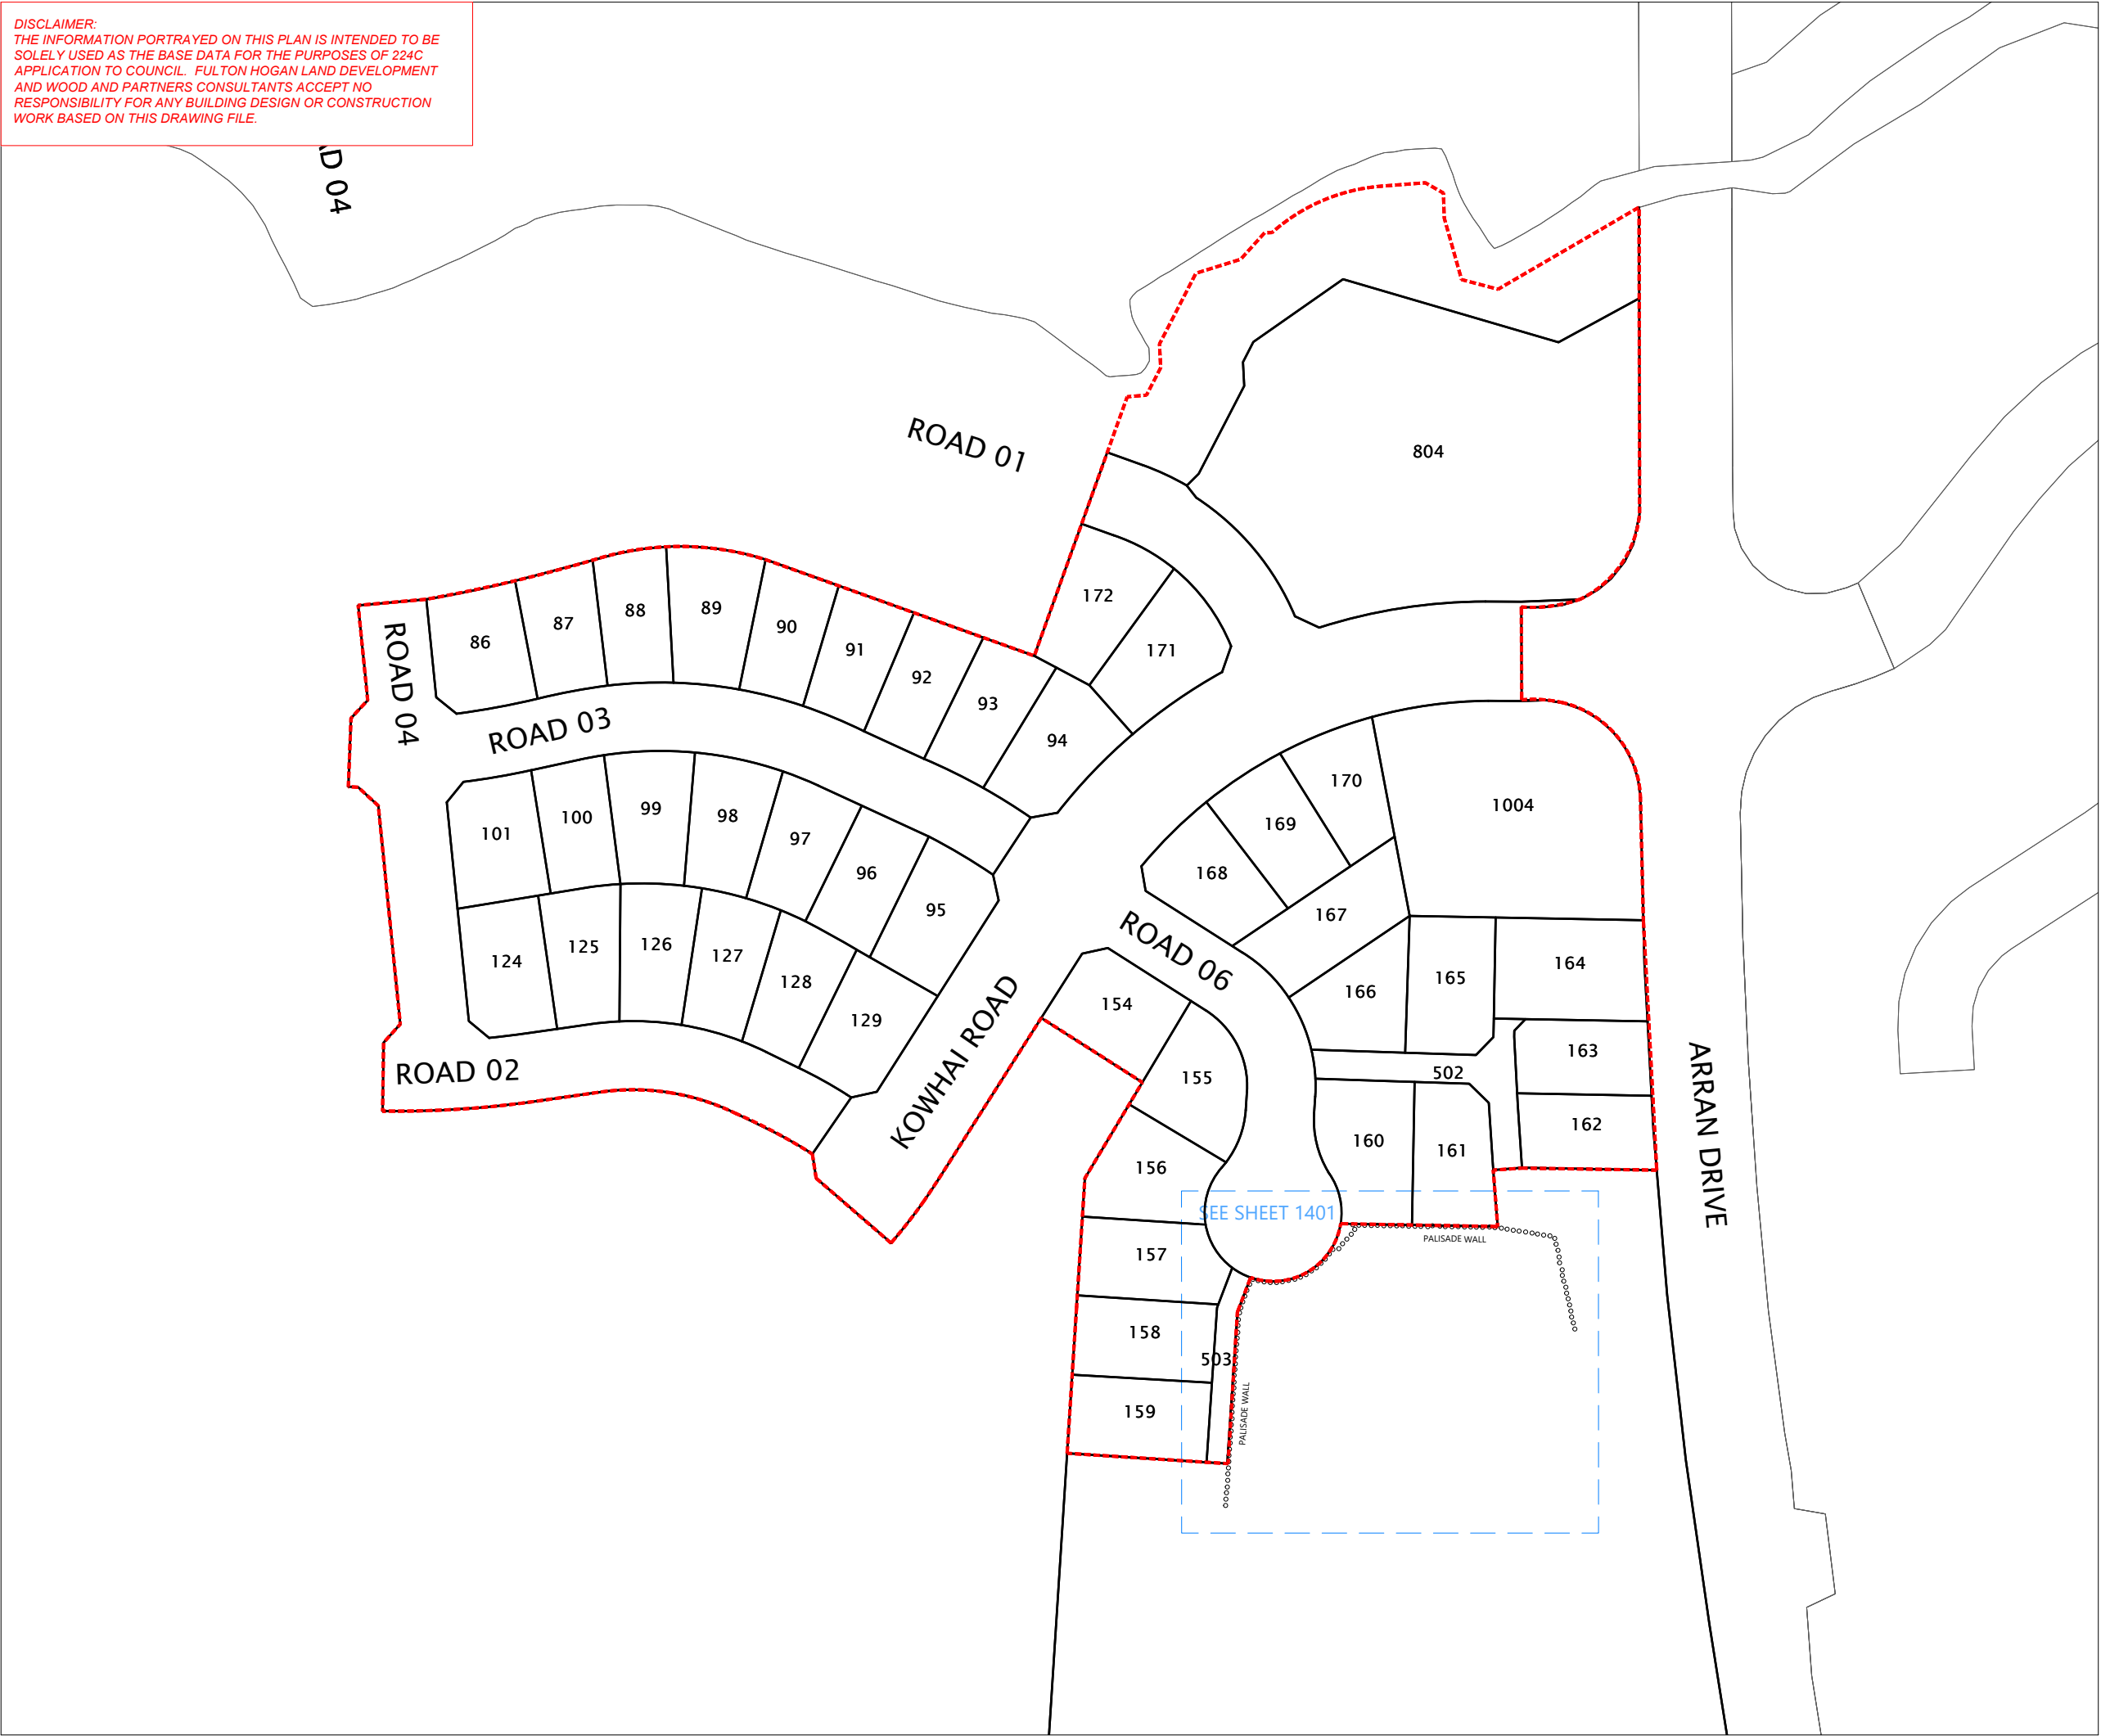 DISCLAIMER:
THE INFORMATION PORTRAYED ON THIS PLAN IS INTENDED TO BE
SOLELY USED AS THE BASE DATA FOR THE PURPOSES OF 224C
APPLICATION TO COUNCIL. FULTON HOGAN LAND DEVELOPMENT
AND WOOD AND PARTNERS CONSULTANTS ACCEPT NO
RESPONSIBILITY FOR ANY BUILDING DESIGN OR CONSTRUCTION
WORK BASED ON THIS DRAWING FILE.
AD 04
ROAD 01
804
172
171
86
87
88
89
90
91
92
93
94
ROAD 04
ROAD 03
101
100
99
98
97
96
95
170
169
168
167
1004
124
125
126
127
128
129
ROAD 06
166
165
164
163
162
502
154
155
156
160
161
ROAD 02
KOWHAI ROAD
ARRAN DRIVE
SEE SHEET 1401
PALISADE WALL
157
158
503
159
PALISADE WALL